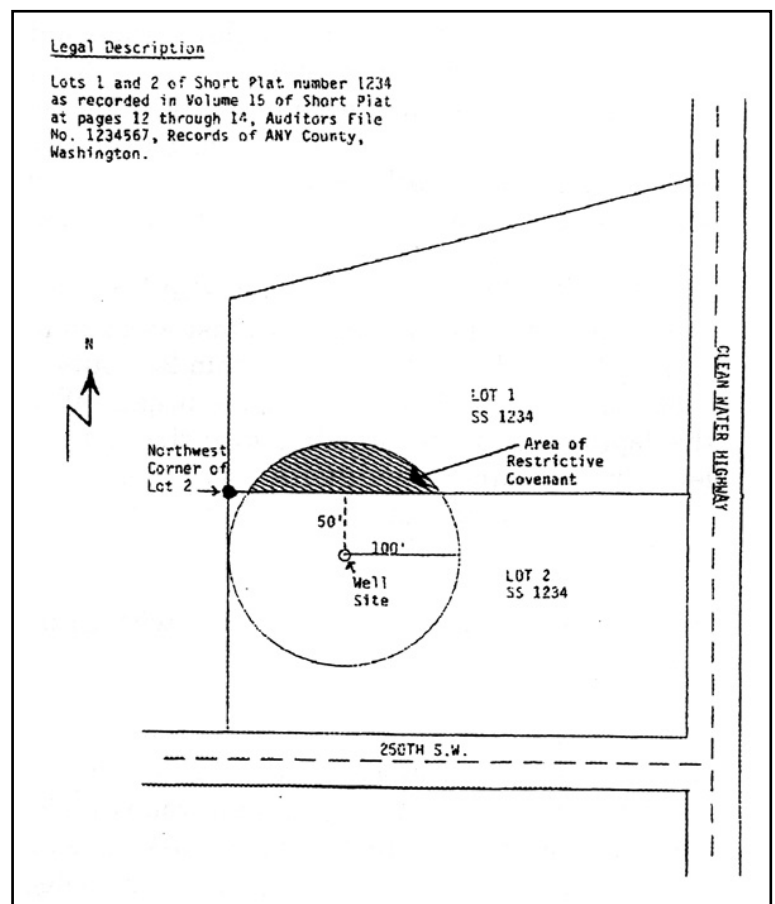 Legal Description
Lots 1 and 2 of Short Plat number 1234
as recorded in Volume 15 of Short Plat
at pages 12 through 14, Auditors File
No. 1234567, Records of ANY County,
Washington.
N
CLEAN WATER HIGHWAY
LOT 1
SS 1234
Northwest
Corner of
Lot 2
Area of
Restrictive
Covenant
50'
100'
Well
Site
LOT 2
SS 1234
250TH S.W.